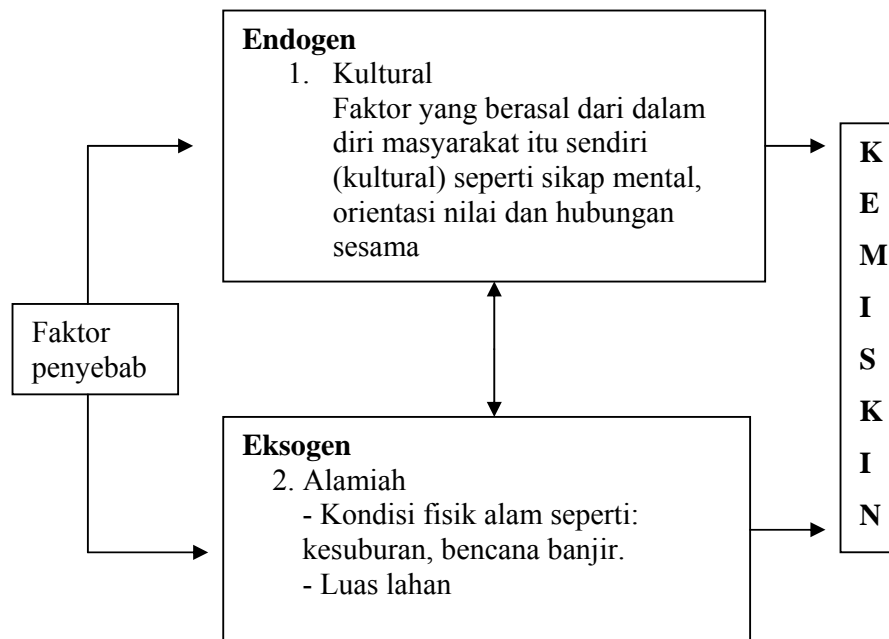 Endogen
1. Kultural
Faktor yang berasal dari dalam
diri masyarakat itu sendiri
(kultural) seperti sikap mental,
orientasi nilai dan hubungan
sesama
Faktor
penyebab
Eksogen
2. Alamiah
- Kondisi fisik alam seperti:
kesuburan, bencana banjir.
- Luas lahan
K
E
M
I
S
K
I
N